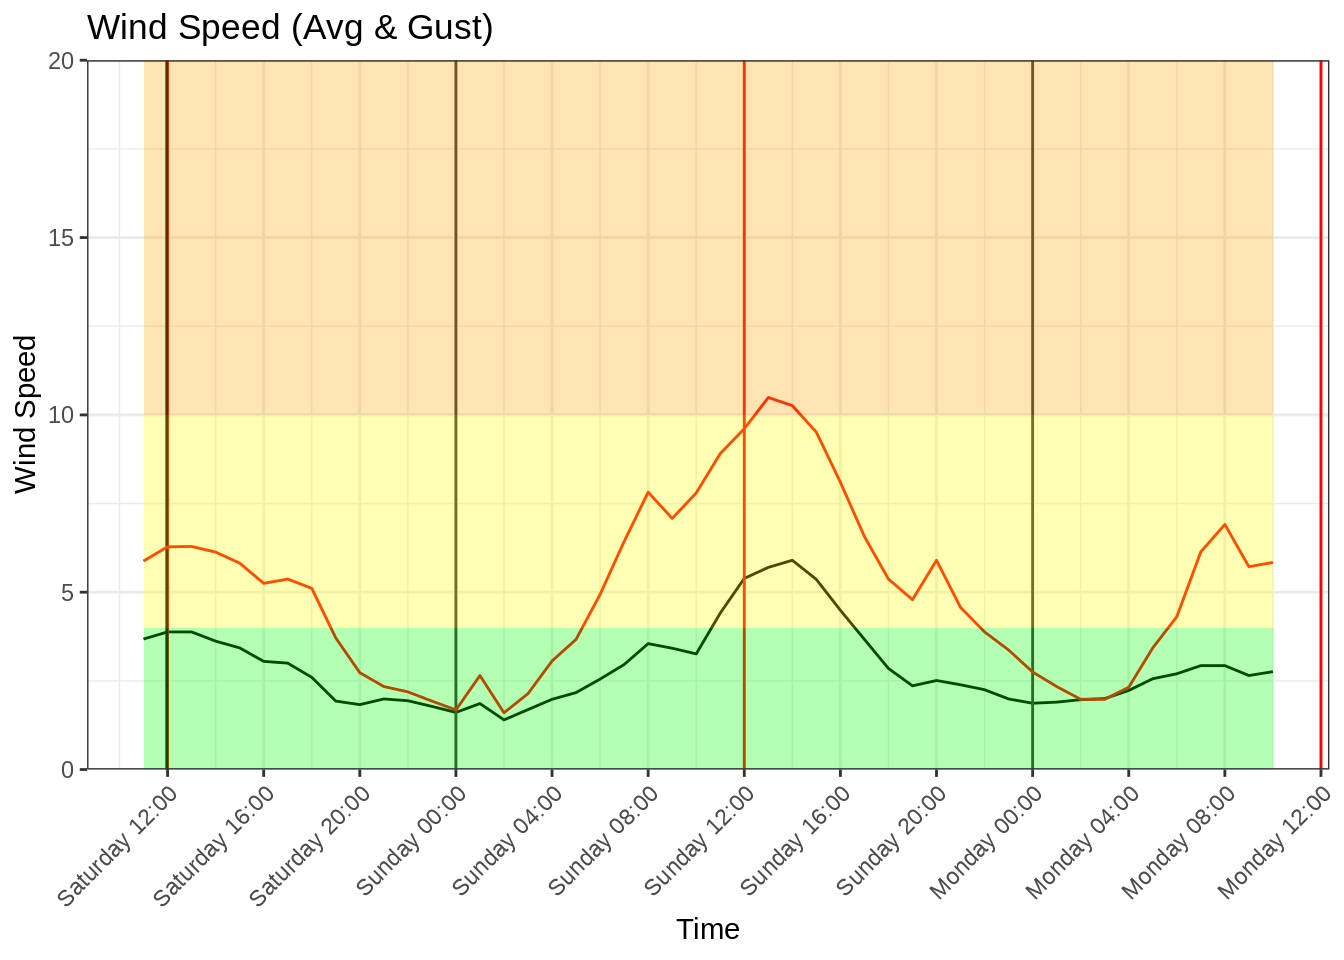 Wind Speed (Avg & Gust)
20
15
10
5
0
Wind Speed
Saturday 12:00
Saturday 16:00
Saturday 20:00
Sunday 00:00
Sunday 04:00
Sunday 08:00
Sunday 12:00
Sunday 16:00
Sunday 20:00
Monday 00:00
Monday 04:00
Monday 08:00
Monday 12:00
Time